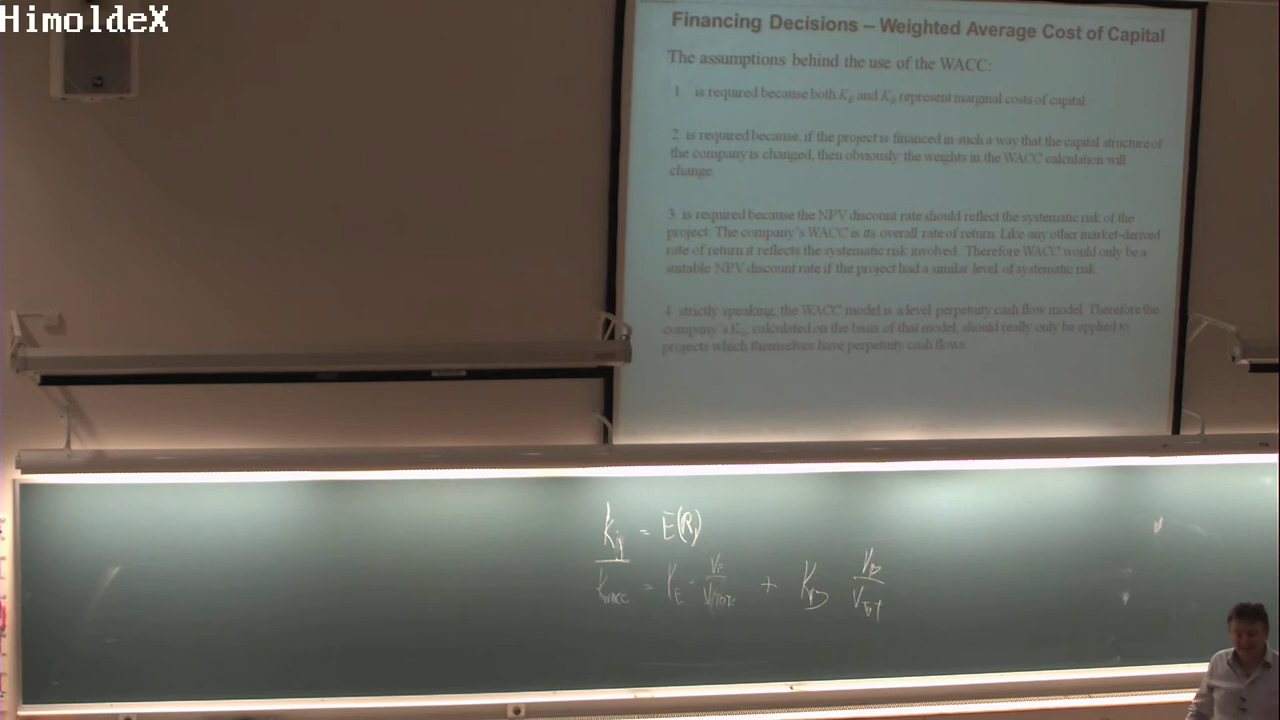 HimoldeX
Financing Decisions – Weighted Average Cost of Capital
The assumptions behind the use of the WACC:
1. is required because both K_E and K_B represent marginal costs of capital.
2. is required because, if the project is financed in such a way that the capital structure of
the company is changed, then obviously, the weights in the WACC calculation will
change.
3. is required because the NPV discount rate should reflect the systematic risk of the
project. The company's WACC is its overall rate of return. Like any other market-derived
rate of return it reflects the systematic risk involved. Therefore WACC would only be a
suitable NPV discount rate if the project had a similar level of systematic risk.
4. strictly speaking, the WACC model is a level perpetuity cash flow model. Therefore the
company's K_0, calculated on the basis of that model, should really only be applied to
projects which themselves have perpetuity cash flows.
K_j = E(R_j)
K_WACC = K_E · V_E/V_TOT + K_B V_B/V_TOT